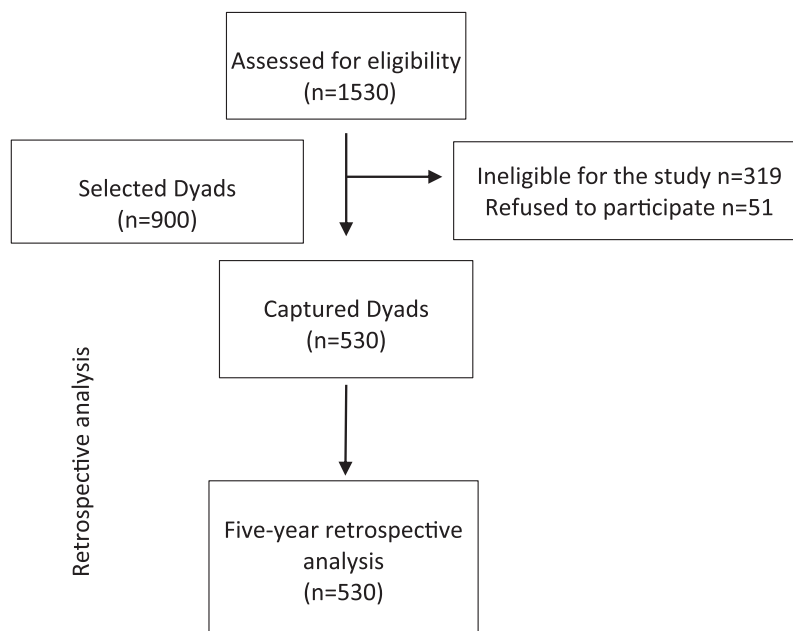 Assessed for eligibility
(n=1530)
Selected Dyads
(n=900)
Ineligible for the study n=319
Refused to participate n=51
Captured Dyads
(n=530)
Retrospective analysis
Five-year retrospective
analysis
(n=530)